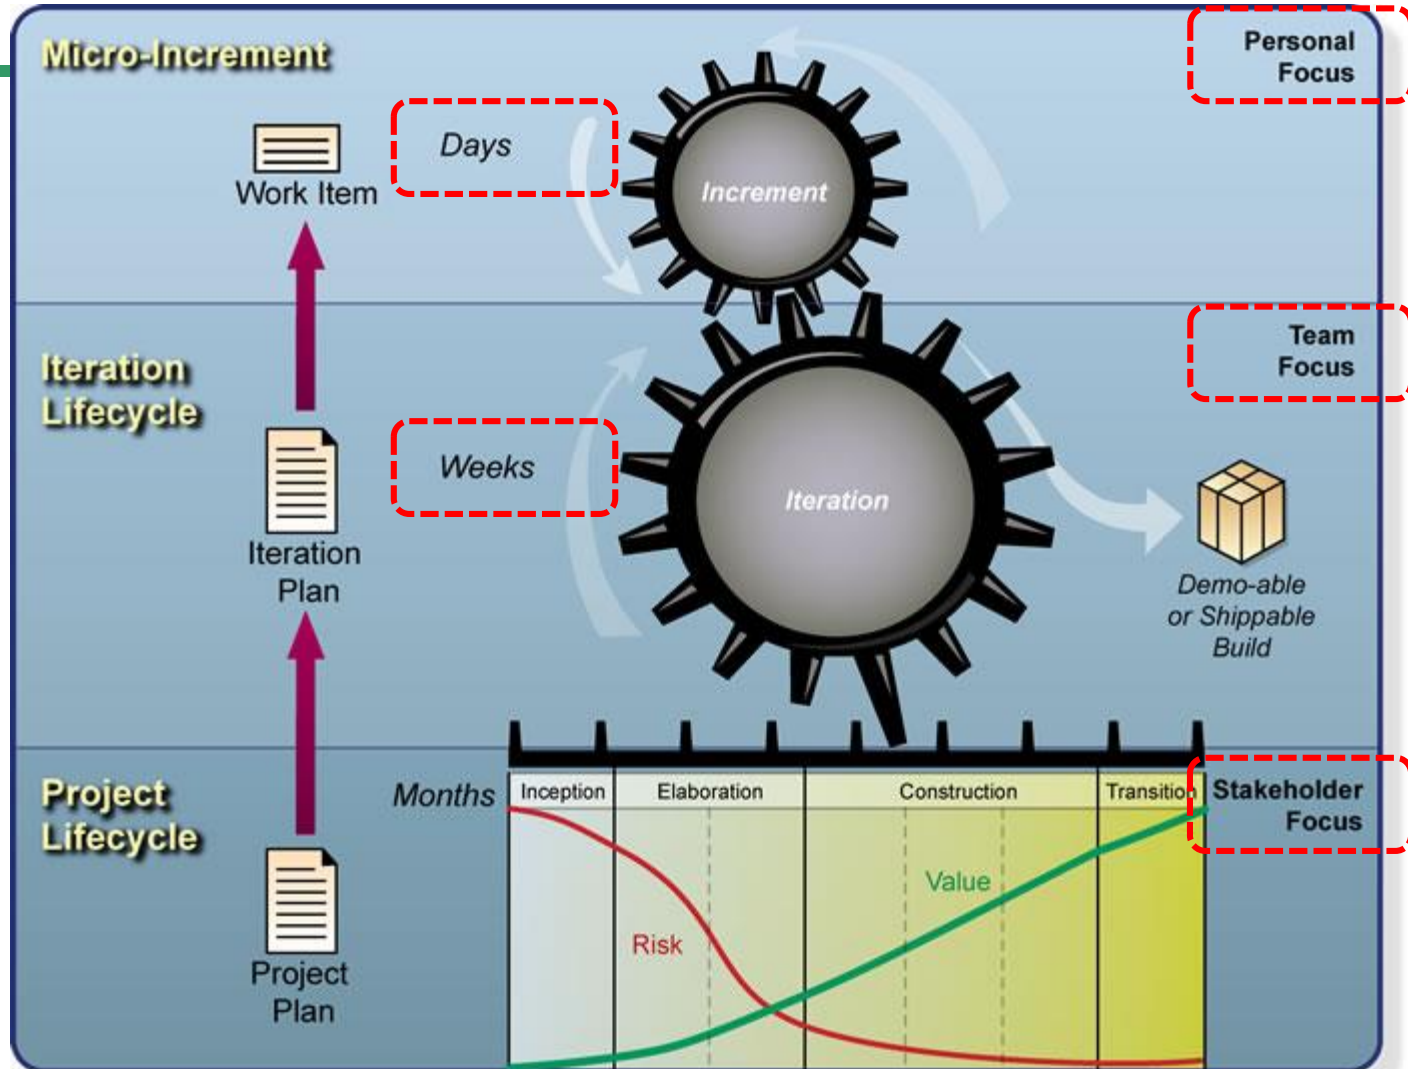 Micro-Increment
Personal
Focus
Days
Work Item
Increment
Team
Focus
Iteration
Lifecycle
Weeks
Iteration
Iteration
Plan
Demo-able
or Shippable
Build
Project
Lifecycle
Months
Inception
Elaboration
Construction
Transition
Stakeholder
Focus
Value
Risk
Project
Plan